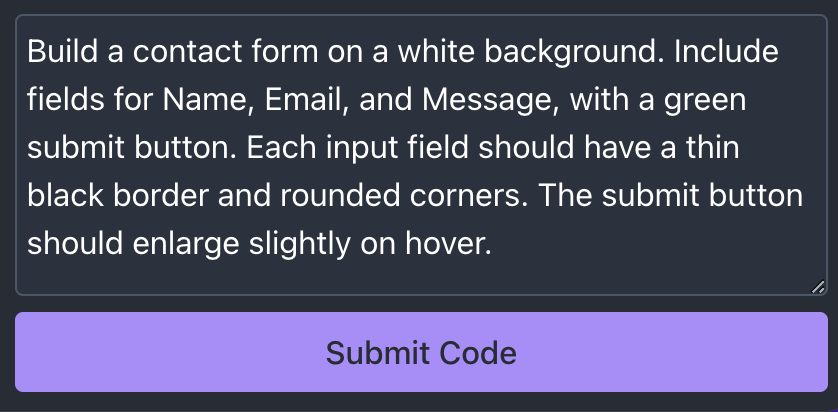 Build a contact form on a white background. Include
fields for Name, Email, and Message, with a green
submit button. Each input field should have a thin
black border and rounded corners. The submit button
should enlarge slightly on hover.
Submit Code